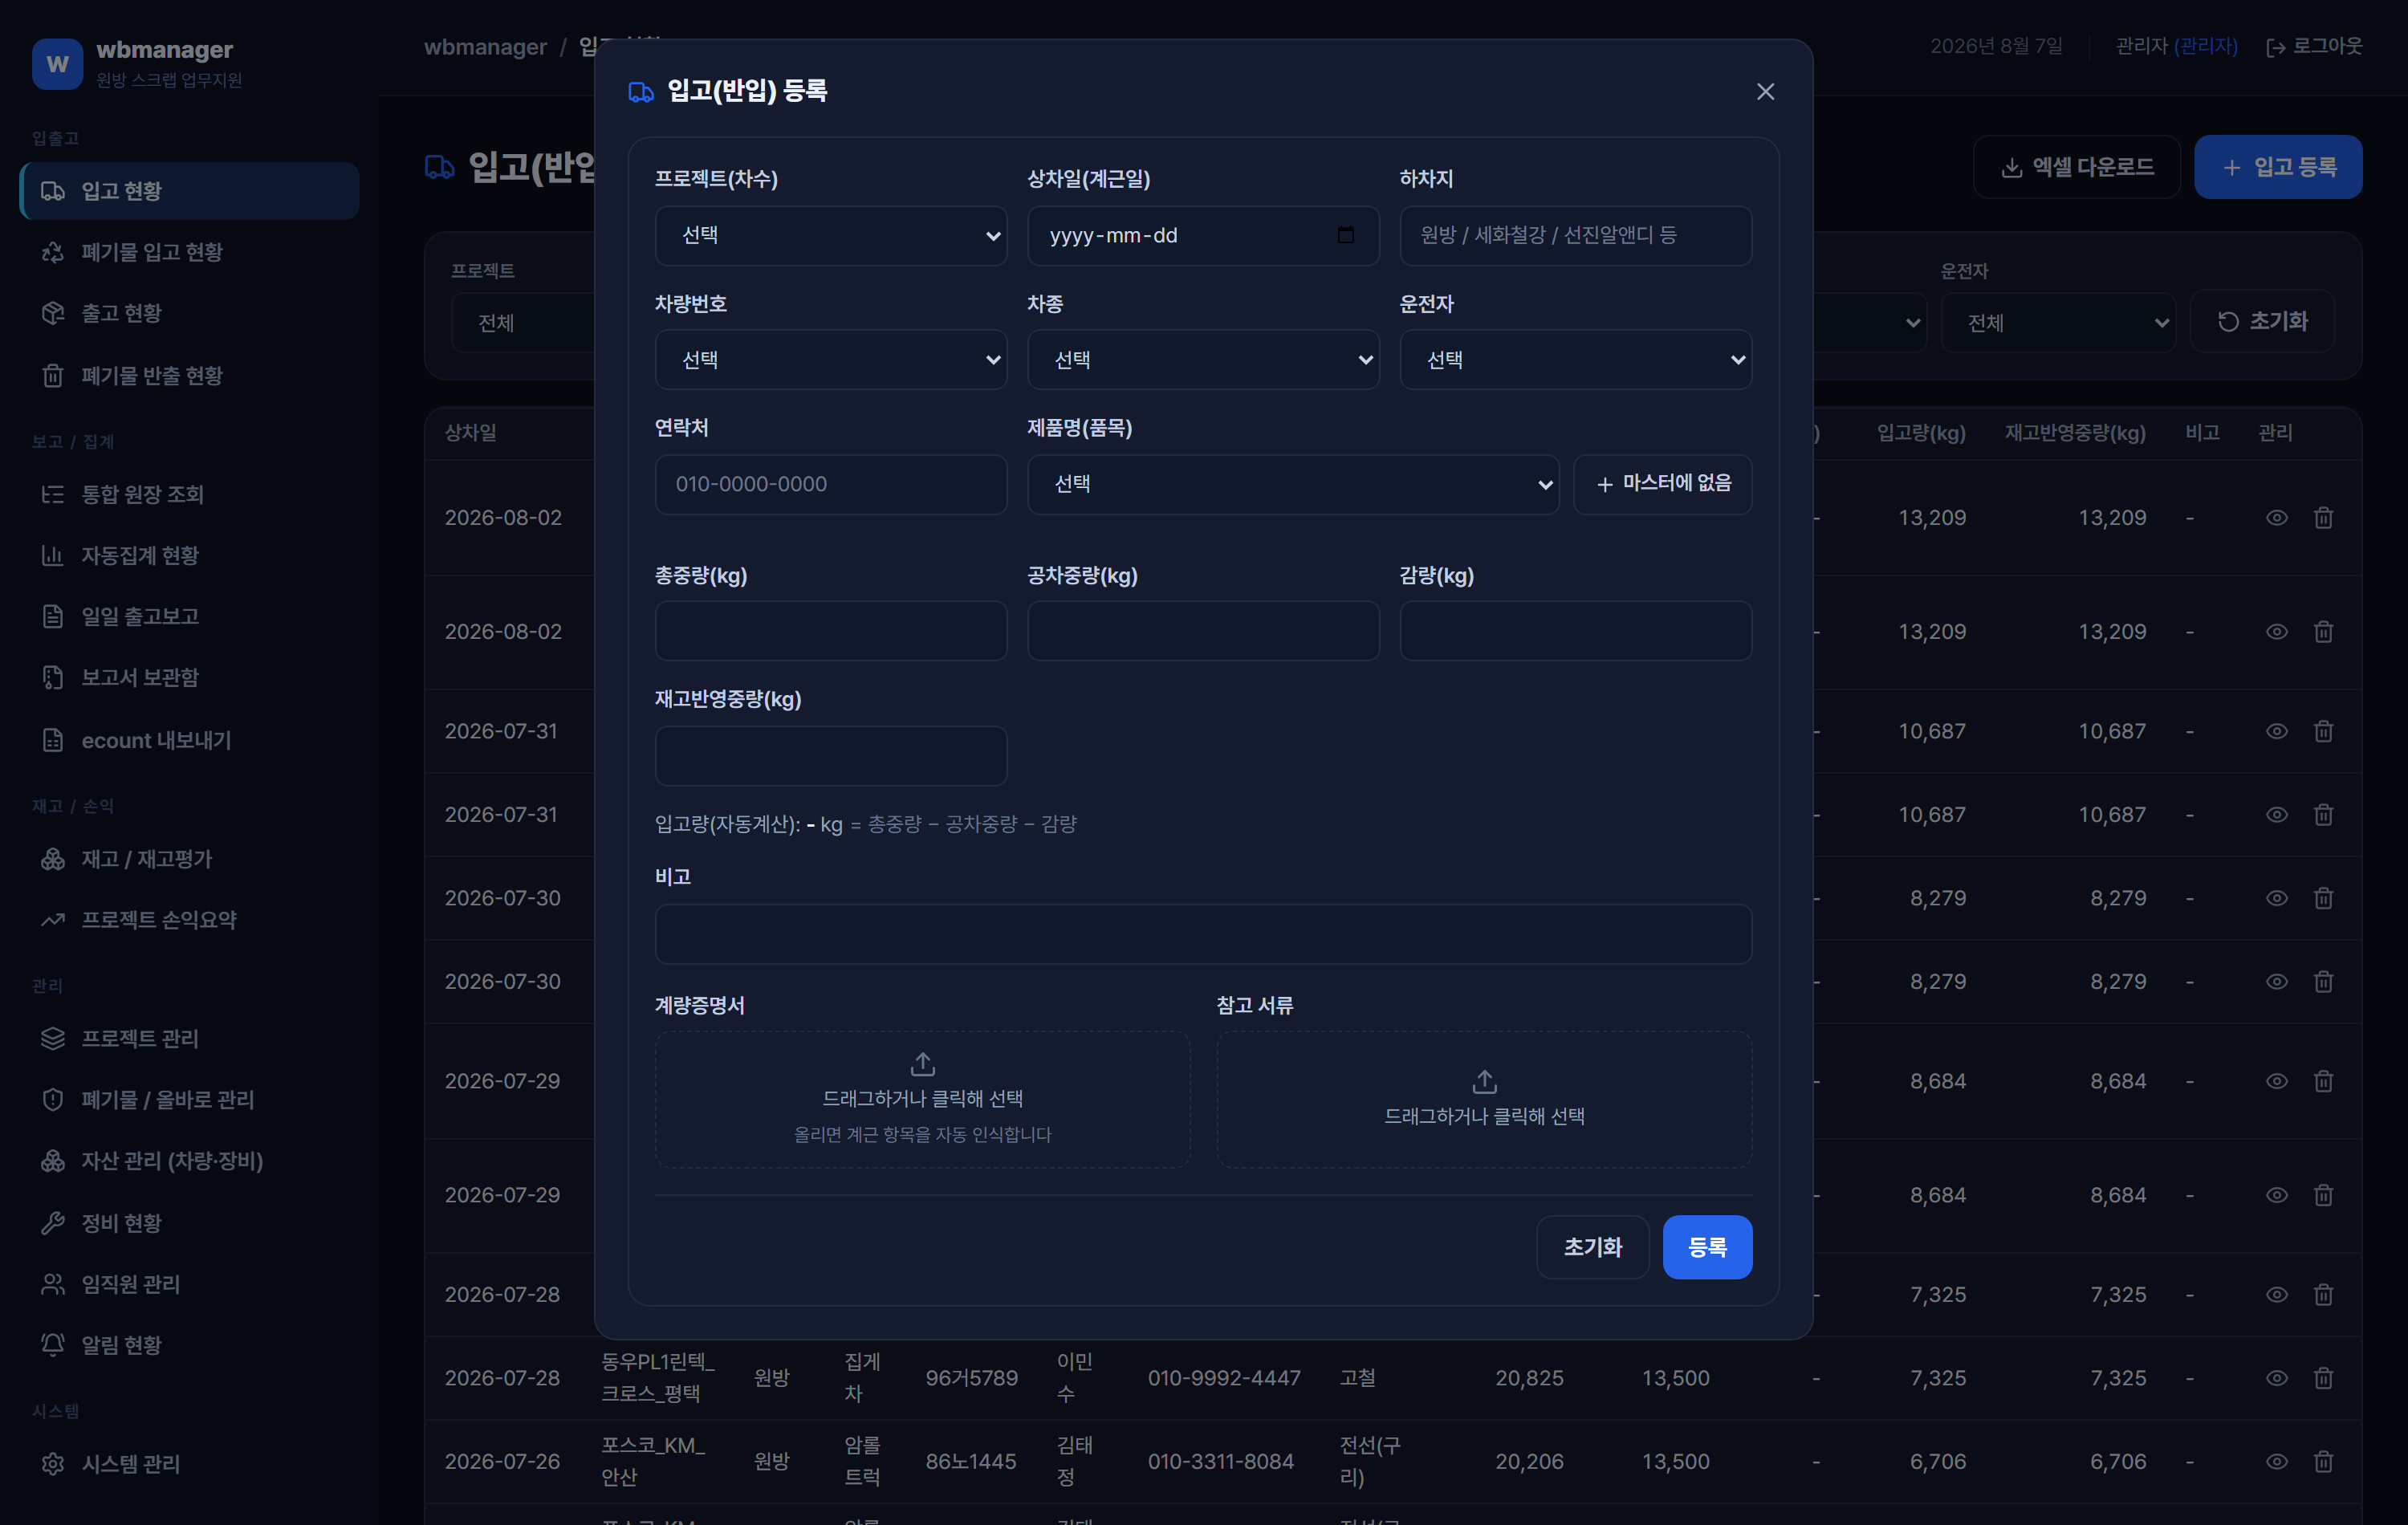 W
wbmanager
원방 스크랩 업무지원
입출고
입고 현황
폐기물 입고 현황
출고 현황
폐기물 반출 현황
보고 / 집계
통합 원장 조회
자동집계 현황
일일 출고보고
보고서 보관함
ecount 내보내기
재고 / 손익
재고 / 재고평가
프로젝트 손익요약
관리
프로젝트 관리
폐기물 / 올바로 관리
자산 관리 (차량·장비)
정비 현황
임직원 관리
알림 현황
시스템
시스템 관리
wbmanager / 입고
2026년 8월 7일
관리자 (관리자)
로그아웃
입고(반입
엑셀 다운로드
+ 입고 등록
프로젝트
전체
운전자
전체
초기화
입고(반입) 등록
프로젝트(차수) 상차일(계근일) 하차지
선택 yyyy-mm-dd 원방 / 세화철강 / 선진알앤디 등
차량번호 차종 운전자
선택 선택 선택
연락처 제품명(품목)
010-0000-0000 선택 + 마스터에 없음
총중량(kg) 공차중량(kg) 감량(kg)
재고반영중량(kg)
입고량(자동계산): - kg = 총중량 − 공차중량 − 감량
비고
계량증명서 참고 서류
드래그하거나 클릭해 선택
올리면 계근 항목을 자동 인식합니다
드래그하거나 클릭해 선택
초기화 등록
상차일 ) 입고량(kg) 재고반영중량(kg) 비고 관리
2026-08-02 - 13,209 13,209 -
2026-08-02 - 13,209 13,209 -
2026-07-31 - 10,687 10,687 -
2026-07-31 - 10,687 10,687 -
2026-07-30 - 8,279 8,279 -
2026-07-30 - 8,279 8,279 -
2026-07-29 - 8,684 8,684 -
2026-07-29 - 8,684 8,684 -
2026-07-28 - 7,325 7,325 -
2026-07-28 동우PL1린텍_크로스_평택 원방 집게차 96거5789 이민수 010-9992-4447 고철 20,825 13,500 - 7,325 7,325 -
2026-07-26 포스코_KM_안산 원방 암롤트럭 86노1445 김태정 010-3311-8084 전선(구리) 20,206 13,500 - 6,706 6,706 -